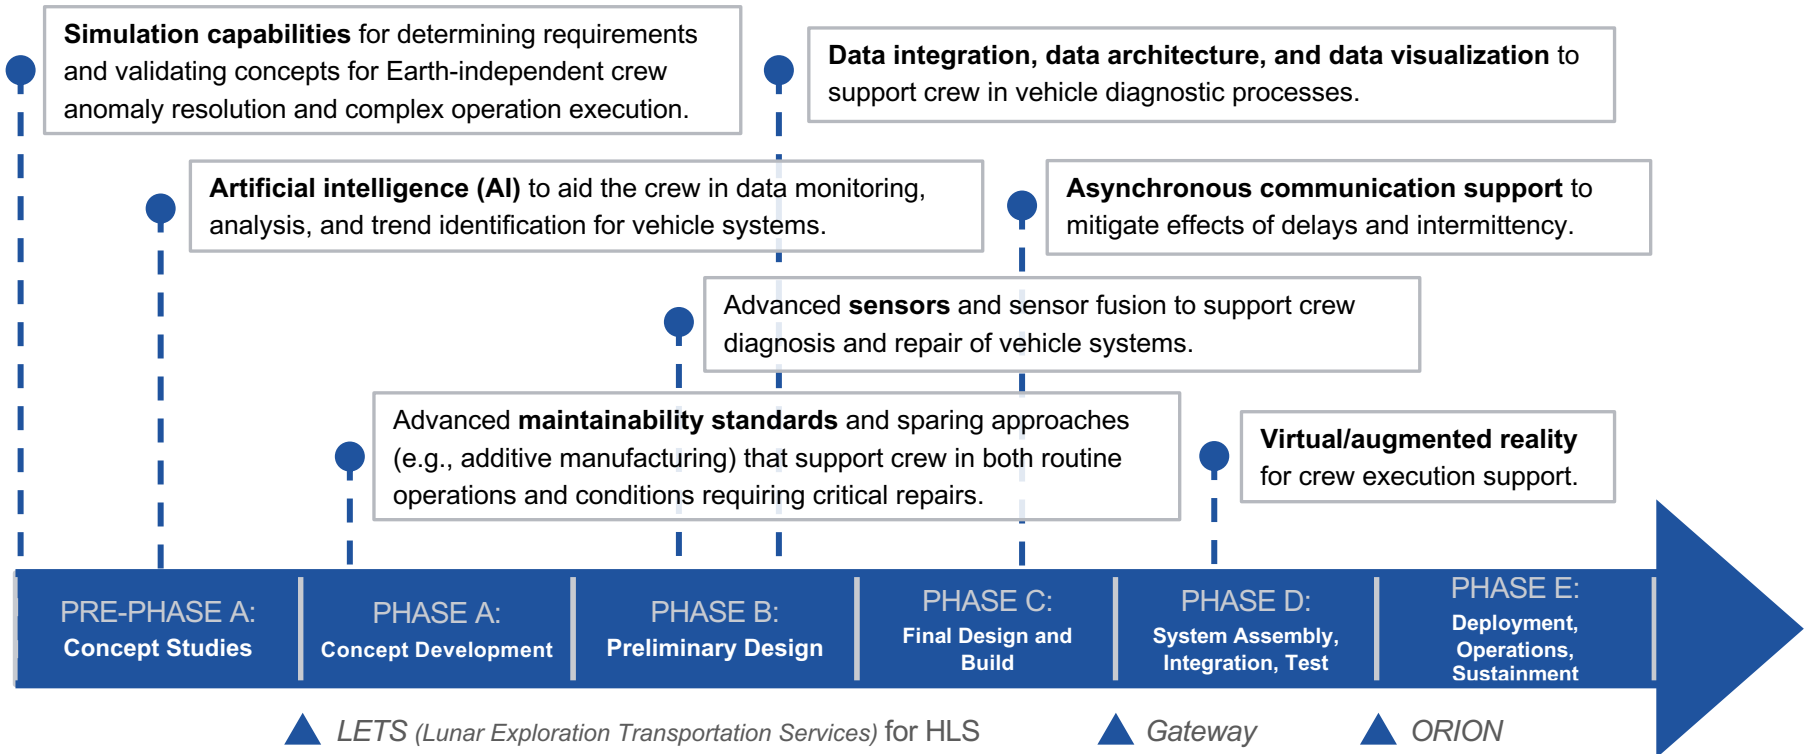 Simulation capabilities for determining requirements
and validating concepts for Earth-independent crew
anomaly resolution and complex operation execution.
Data integration, data architecture, and data visualization to
support crew in vehicle diagnostic processes.
Artificial intelligence (AI) to aid the crew in data monitoring,
analysis, and trend identification for vehicle systems.
Asynchronous communication support to
mitigate effects of delays and intermittency.
Advanced sensors and sensor fusion to support crew
diagnosis and repair of vehicle systems.
Advanced maintainability standards and sparing approaches
(e.g., additive manufacturing) that support crew in both routine
operations and conditions requiring critical repairs.
Virtual/augmented reality
for crew execution support.
PRE-PHASE A:
Concept Studies
PHASE A:
Concept Development
PHASE B:
Preliminary Design
PHASE C:
Final Design and
Build
PHASE D:
System Assembly,
Integration, Test
PHASE E:
Deployment,
Operations,
Sustainment
LETS (Lunar Exploration Transportation Services) for HLS
Gateway
ORION